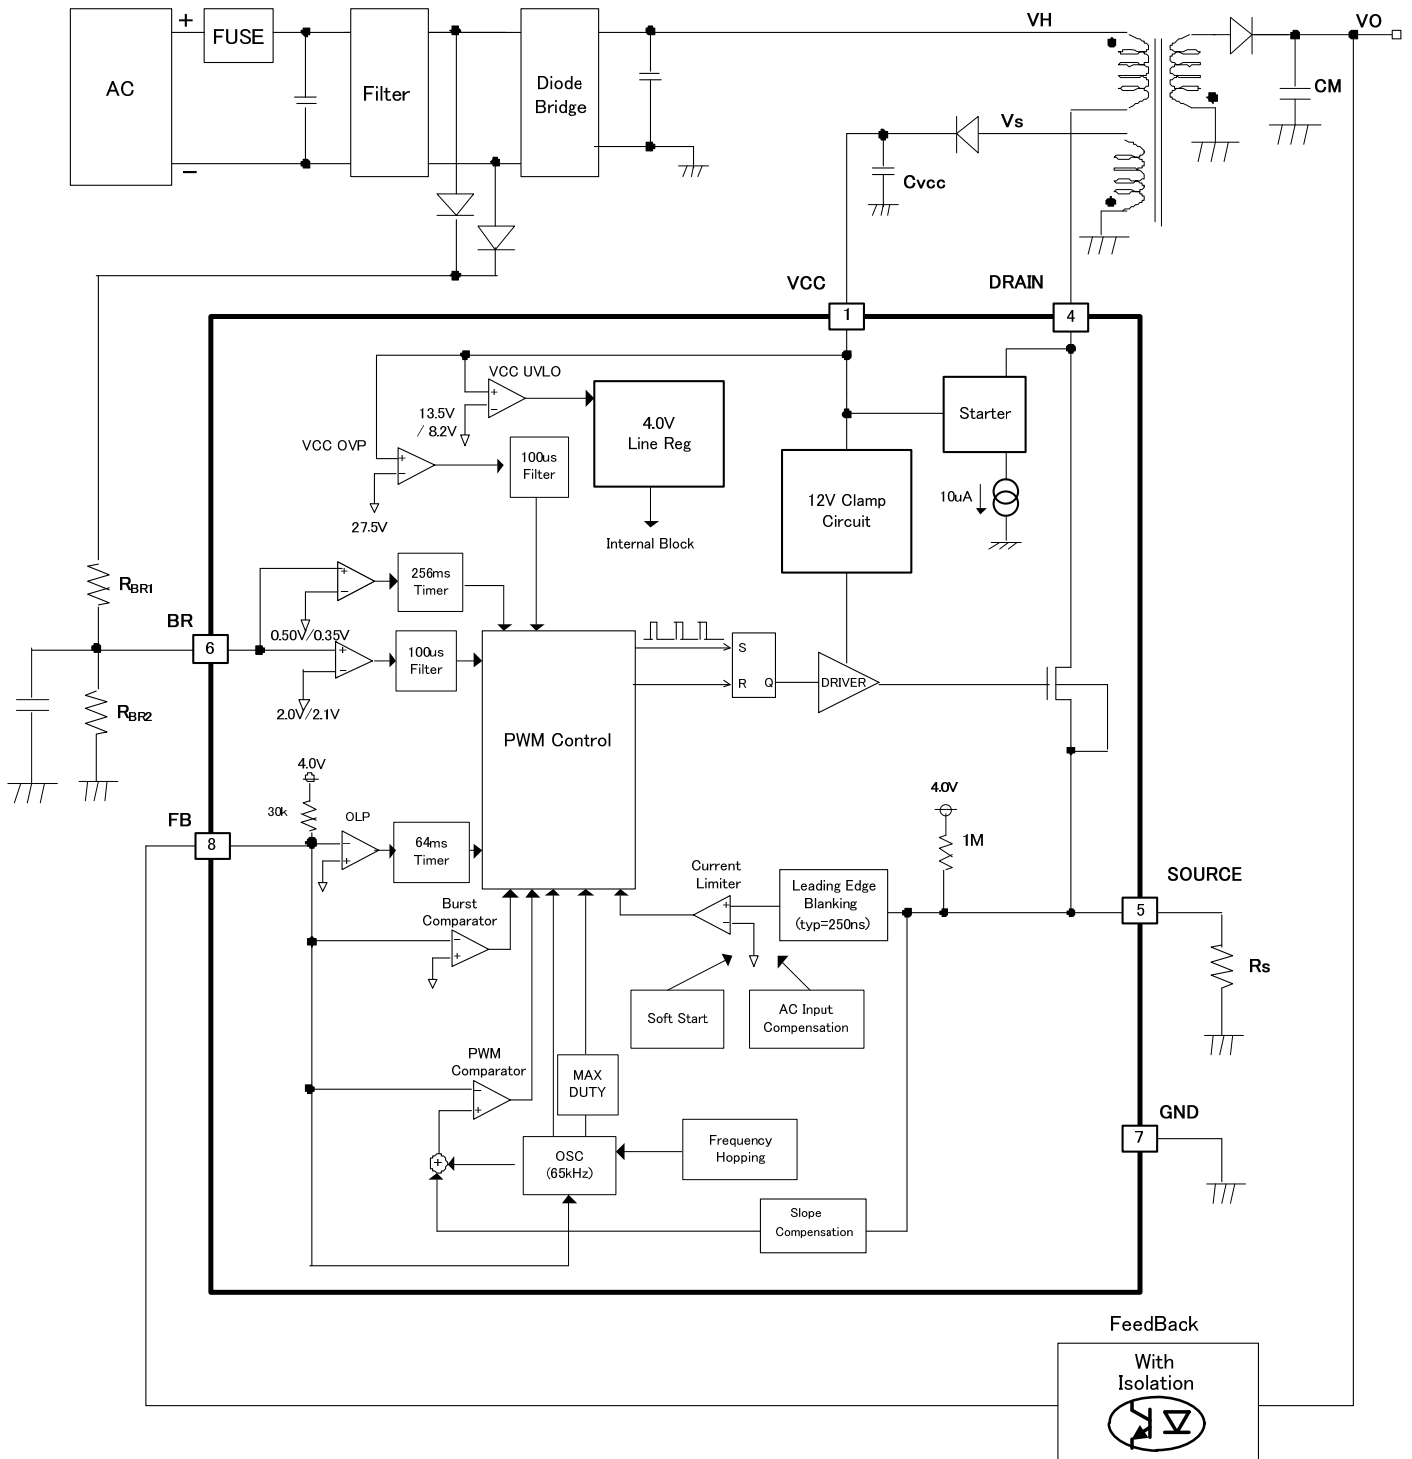 AC
+
−
FUSE
Filter
Diode
Bridge
VH
VO
CM
Vs
Cvcc
VCC
1
DRAIN
4
VCC UVLO
+
−
13.5V
/ 8.2V
4.0V
Line Reg
Internal Block
VCC OVP
+
−
27.5V
100us
Filter
Starter
10uA
12V Clamp
Circuit
RBR1
BR
6
RBR2
+
−
0.50V/0.35V
256ms
Timer
+
−
2.0V/2.1V
100us
Filter
PWM Control
S
R
Q
DRIVER
4.0V
30k
FB
8
OLP
−
+
64ms
Timer
4.0V
1M
Current
Limiter
+
−
Leading Edge
Blanking
(typ=250ns)
SOURCE
5
Rs
Burst
Comparator
−
+
Soft Start
AC Input
Compensation
PWM
Comparator
−
+
MAX
DUTY
+
OSC
(65kHz)
Frequency
Hopping
Slope
Compensation
GND
7
FeedBack
With
Isolation